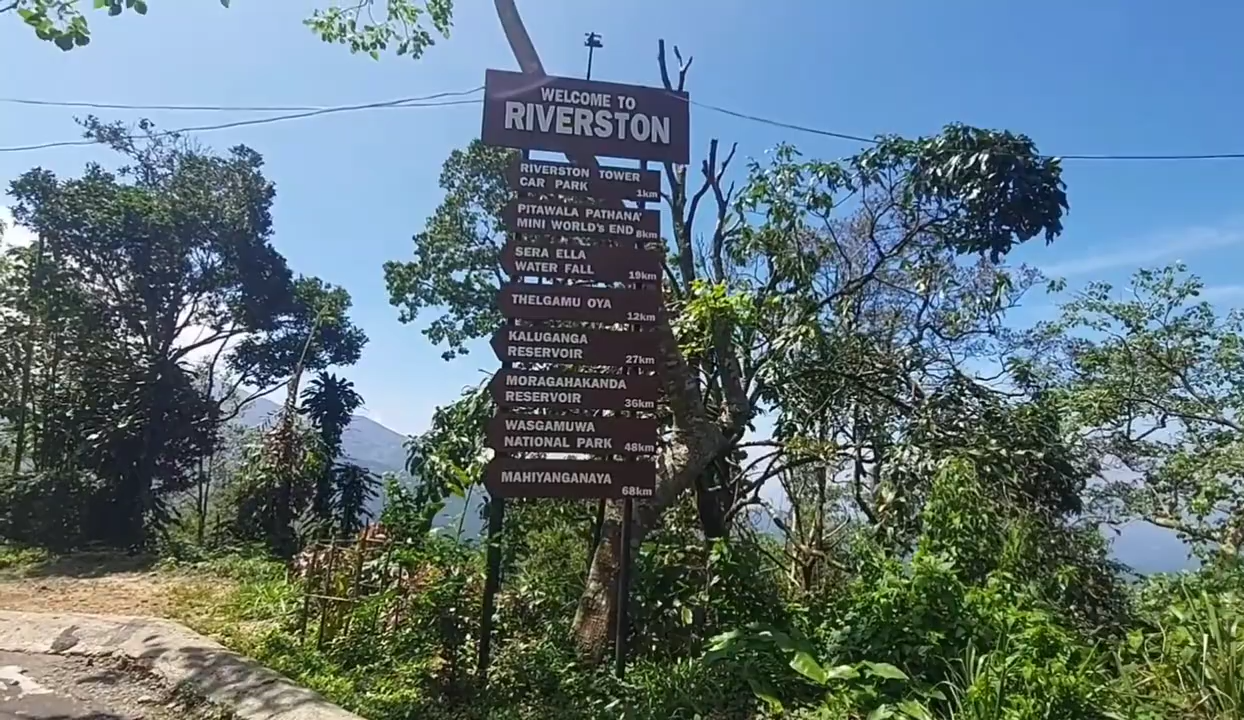 WELCOME TO
RIVERSTON
RIVERSTON TOWER
CAR PARK 1km
PITAWALA PATHANA
MINI WORLD'S END 8km
SERA ELLA
WATER FALL 19km
THELGAMU OYA 12km
KALUGANGA
RESERVOIR 27km
MORAGAHAKANDA
RESERVOIR 36km
WASGAMUWA
NATIONAL PARK 48km
MAHIYANGANAYA 68km